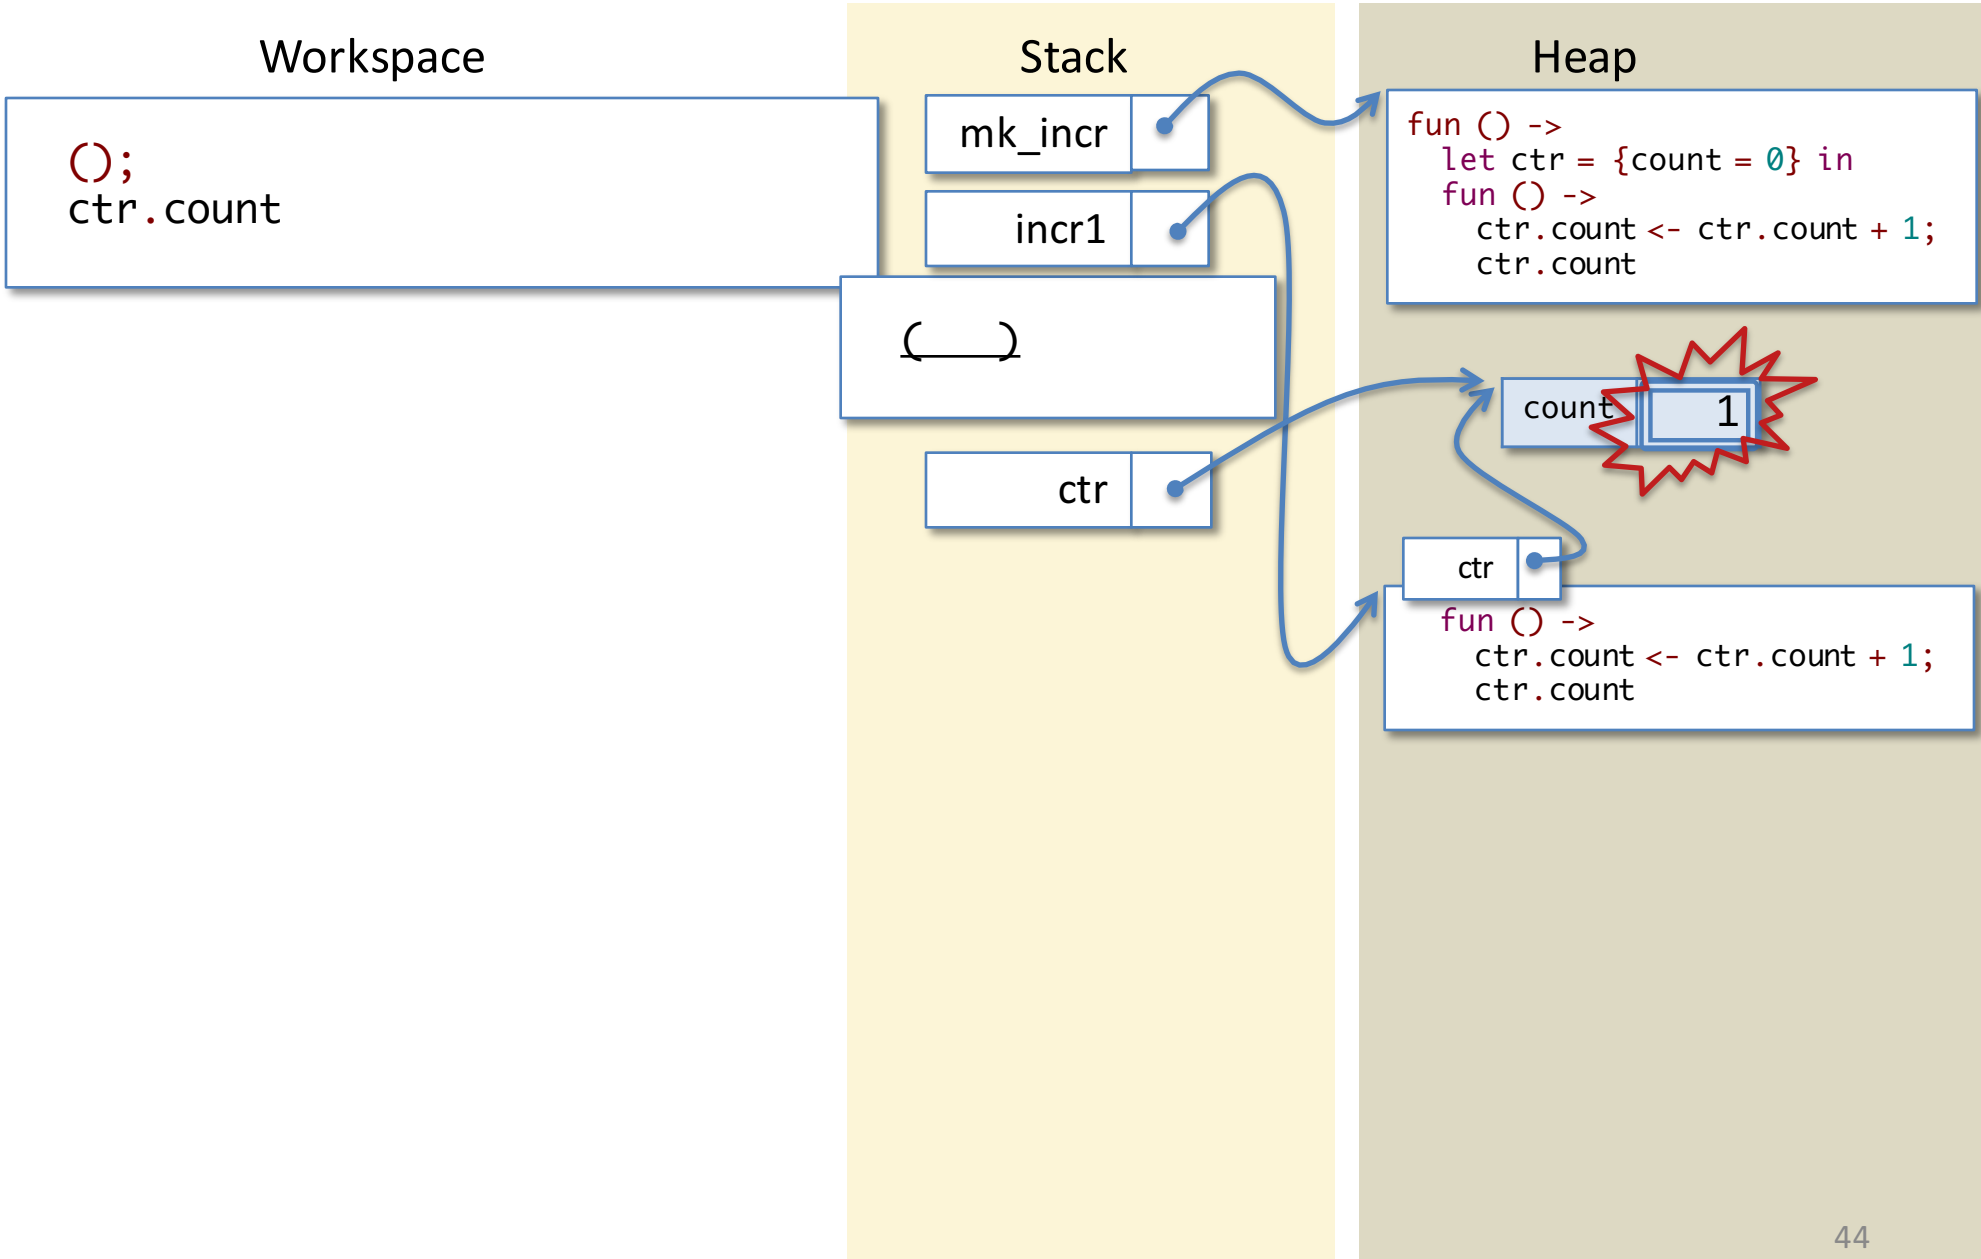 Workspace
();
ctr.count
Stack
mk_incr
incr1
(____)
ctr
Heap
fun () ->
let ctr = {count = 0} in
fun () ->
ctr.count <- ctr.count + 1;
ctr.count
count 1
ctr
fun () ->
ctr.count <- ctr.count + 1;
ctr.count
44